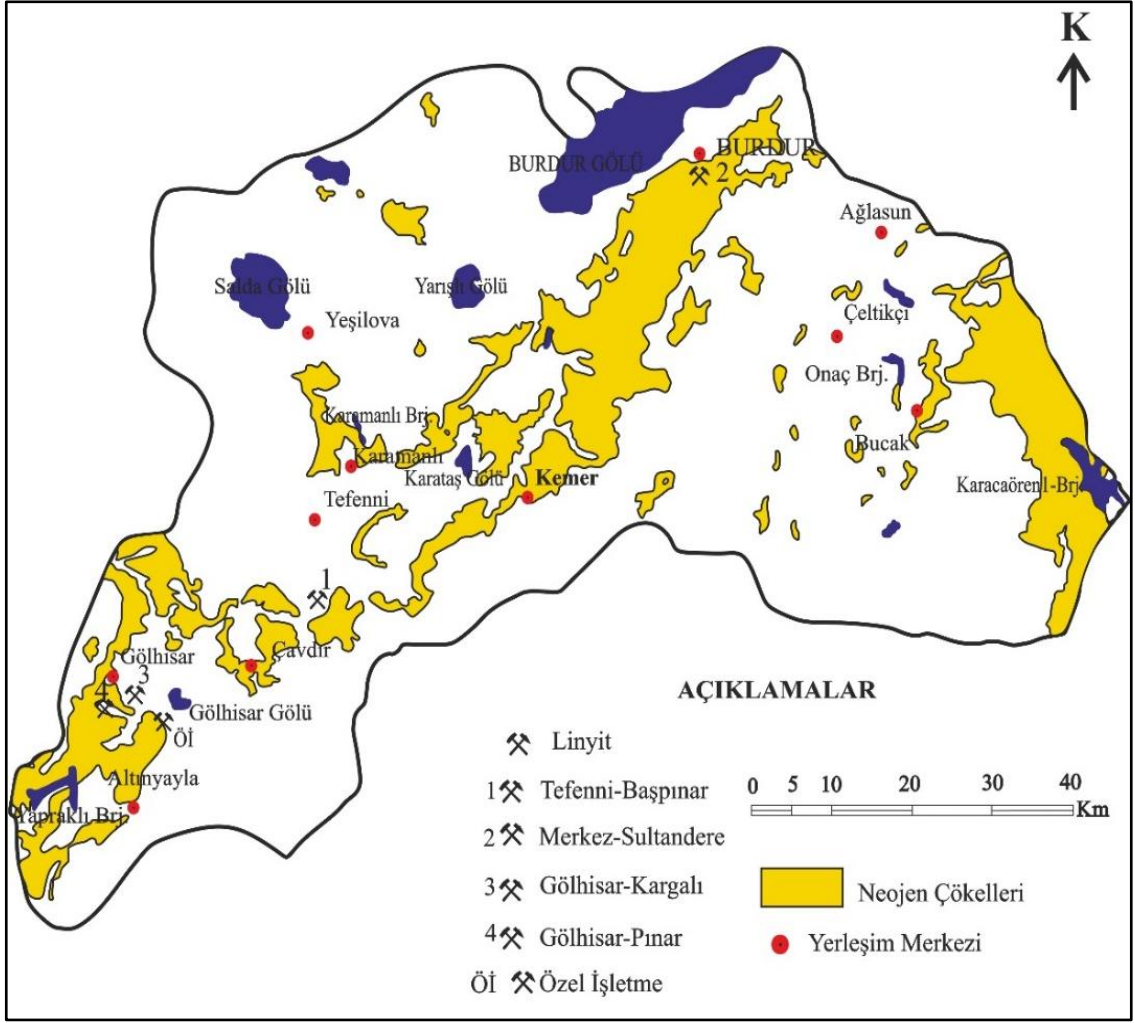 K
BURDUR GÖLÜ
BURDUR
2
Ağlasun
Salda Gölü
Yarışlı Gölü
Çeltikçi
Yeşilova
Onaç Brj.
Karamanlı Brj.
Bucak
Karamanlı
Karataş Gölü
Kemer
Karacaören1-Brj.
Tefenni
1
Çavdır
Gölhisar
3
4
Gölhisar Gölü
Öİ
Altınyayla
Yapraklı Brj.
AÇIKLAMALAR
Linyit
1 Tefenni-Başpınar
2 Merkez-Sultandere
3 Gölhisar-Kargalı
4 Gölhisar-Pınar
Öİ Özel İşletme
0 5 10 20 30 40
Km
Neojen Çökelleri
Yerleşim Merkezi